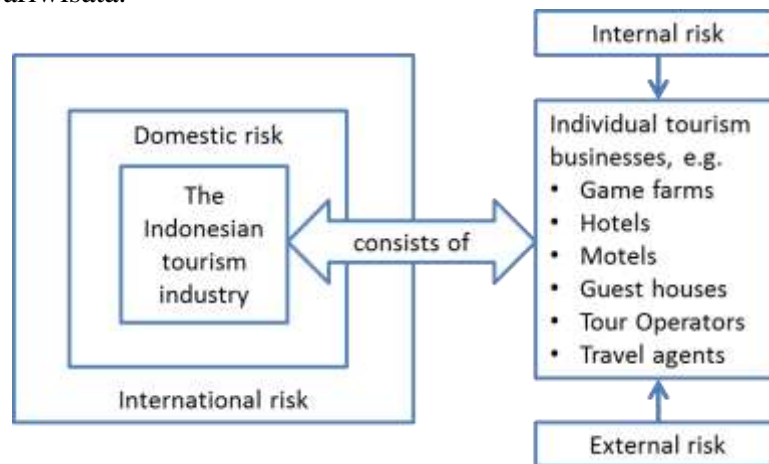 Domestic risk
The
Indonesian
tourism
industry
International risk
consists of
Internal risk
Individual tourism
businesses, e.g.
• Game farms
• Hotels
• Motels
• Guest houses
• Tour Operators
• Travel agents
External risk